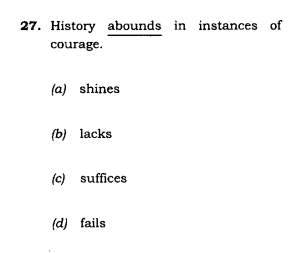 27. History abounds in instances of
courage.
(a) shines
(b) lacks
(c) suffices
(d) fails